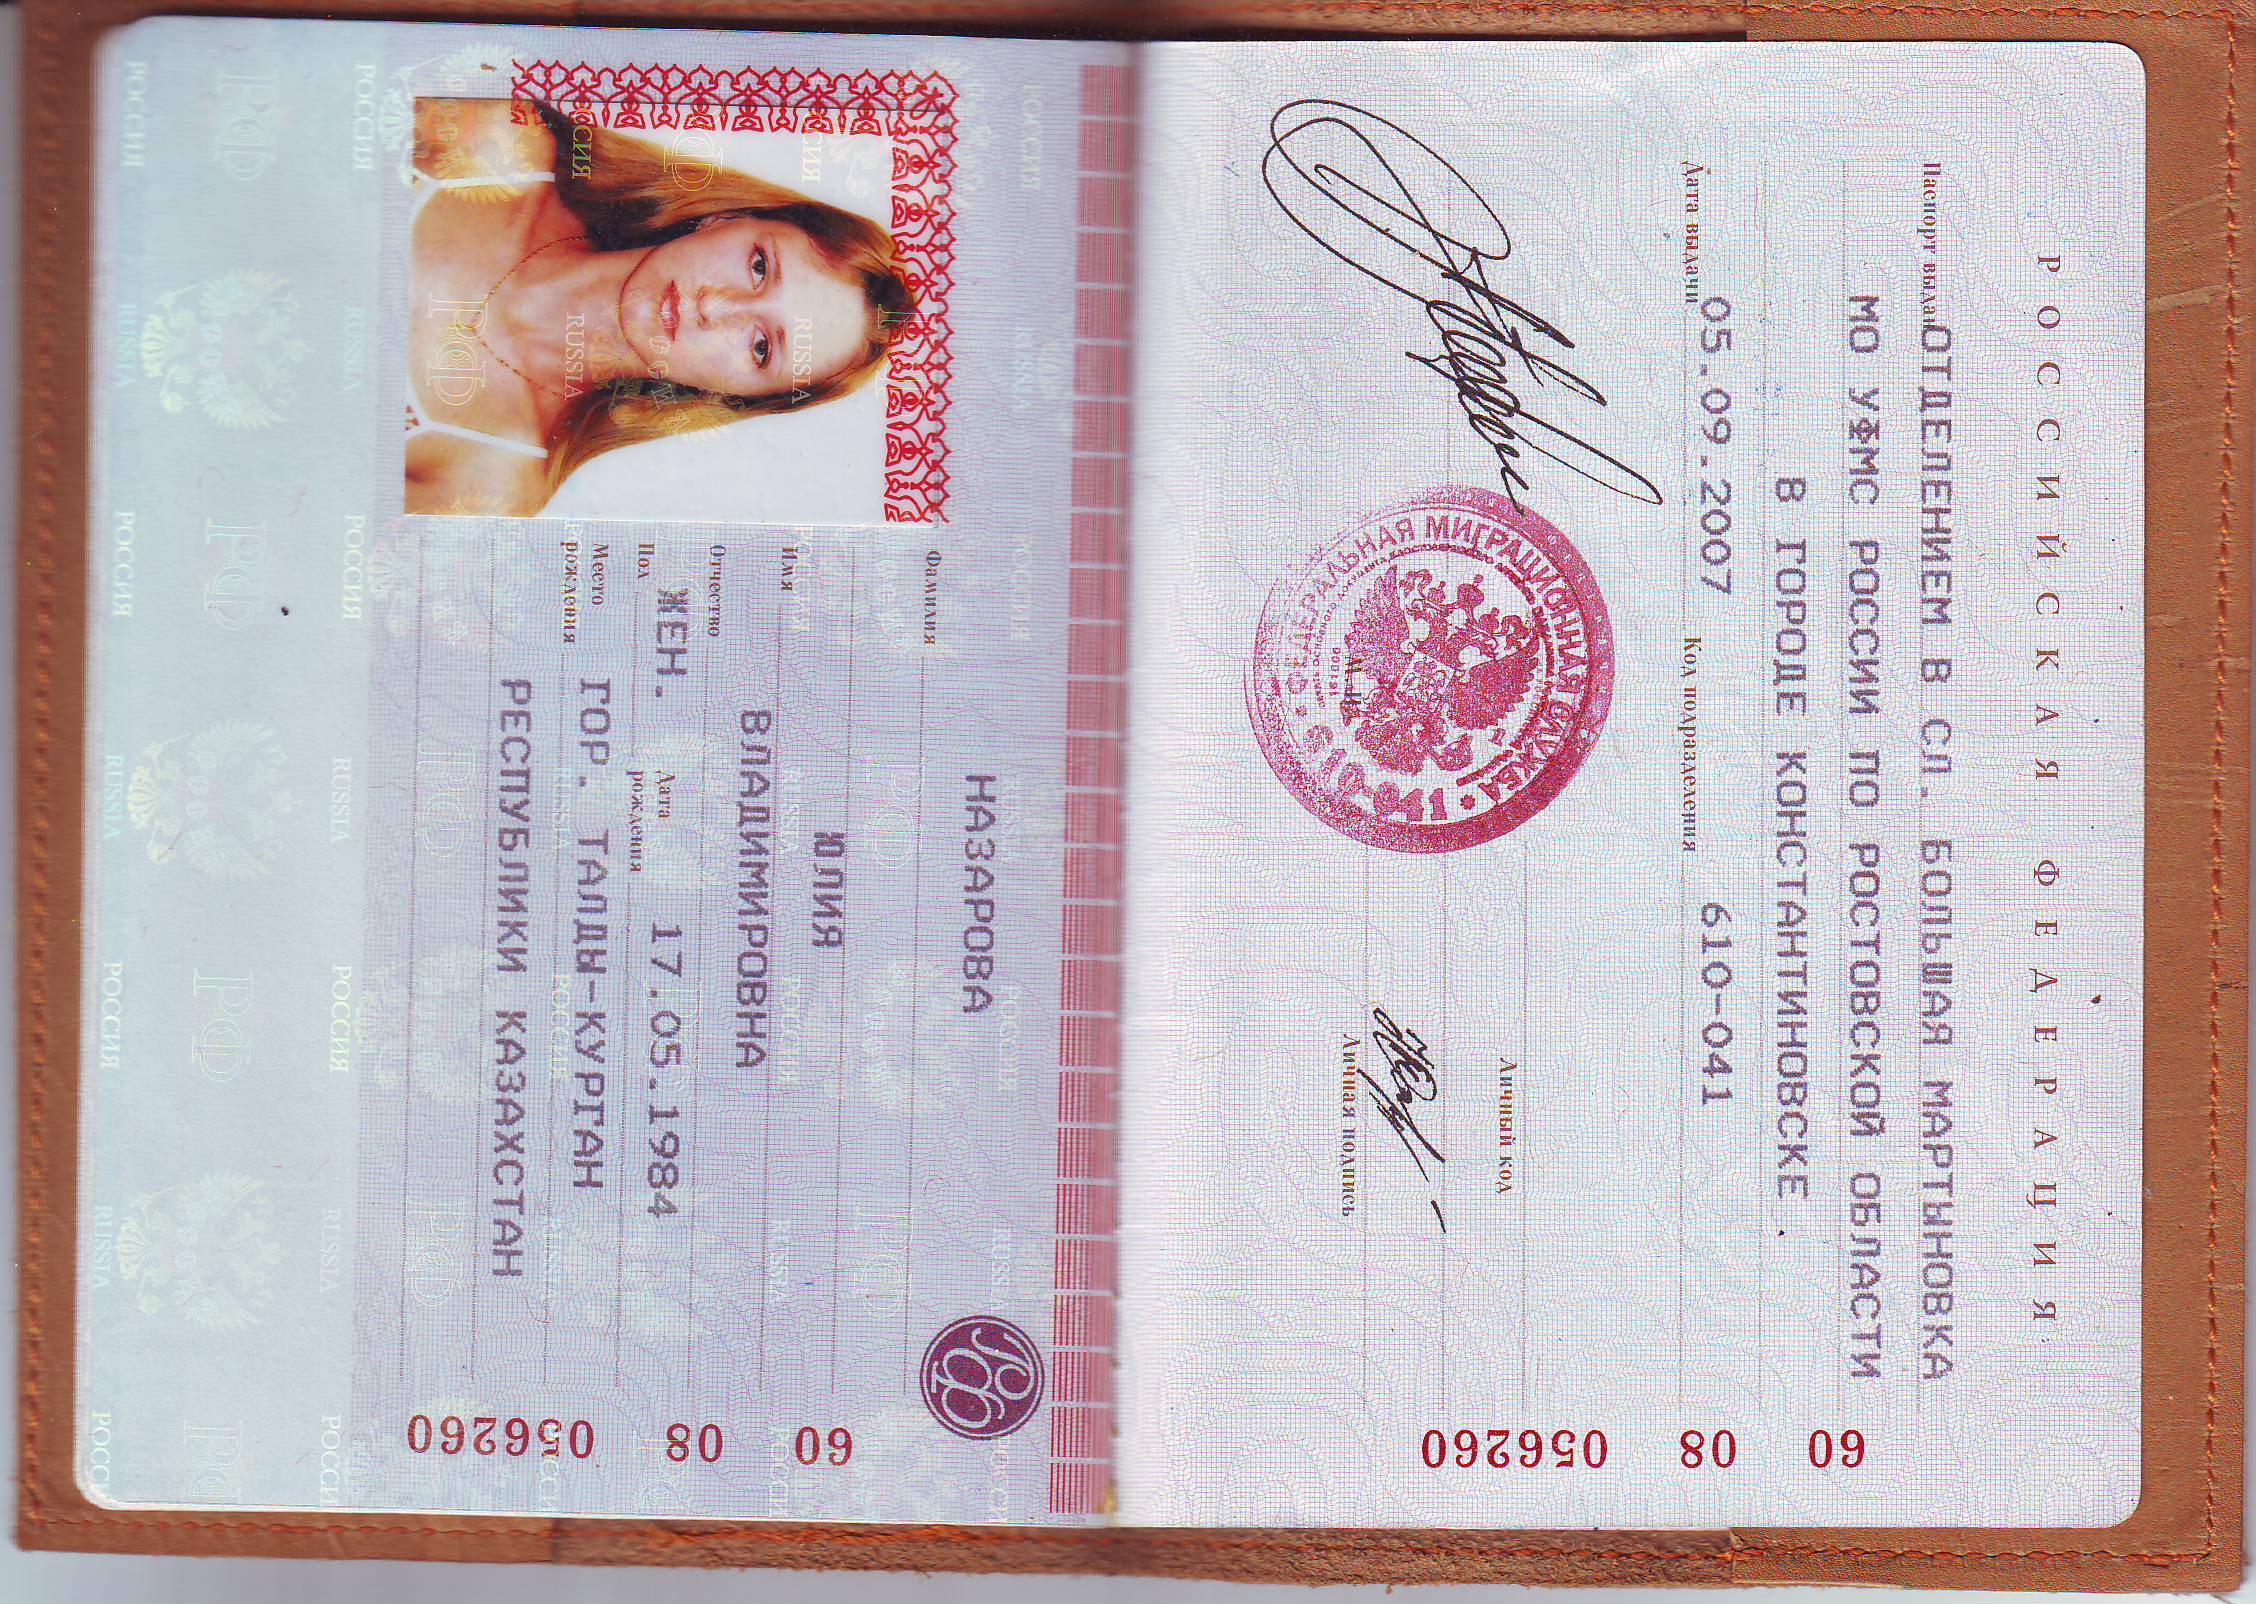 РОССИЙСКАЯ ФЕДЕРАЦИЯ
Паспорт выдан ОТДЕЛЕНИЕМ В СЛ. БОЛЬШАЯ МАРТЫНОВКА
МО УФМС РОССИИ ПО РОСТОВСКОЙ ОБЛАСТИ
В ГОРОДЕ КОНСТАНТИНОВСКЕ.
Дата выдачи 05.09.2007 Код подразделения 610-041
Личный код
Личная подпись
ФЕДЕРАЛЬНАЯ МИГРАЦИОННАЯ СЛУЖБА
610-041
60 08 056260
Фамилия НАЗАРОВА
Имя ЮЛИЯ
Отчество ВЛАДИМИРОВНА
Пол ЖЕН. Дата рождения 17.05.1984
Место рождения ГОР. ТАЛДЫ-КУРГАН
РЕСПУБЛИКИ КАЗАХСТАН
60 08 056260
РОССИЯ
RUSSIA
РФ